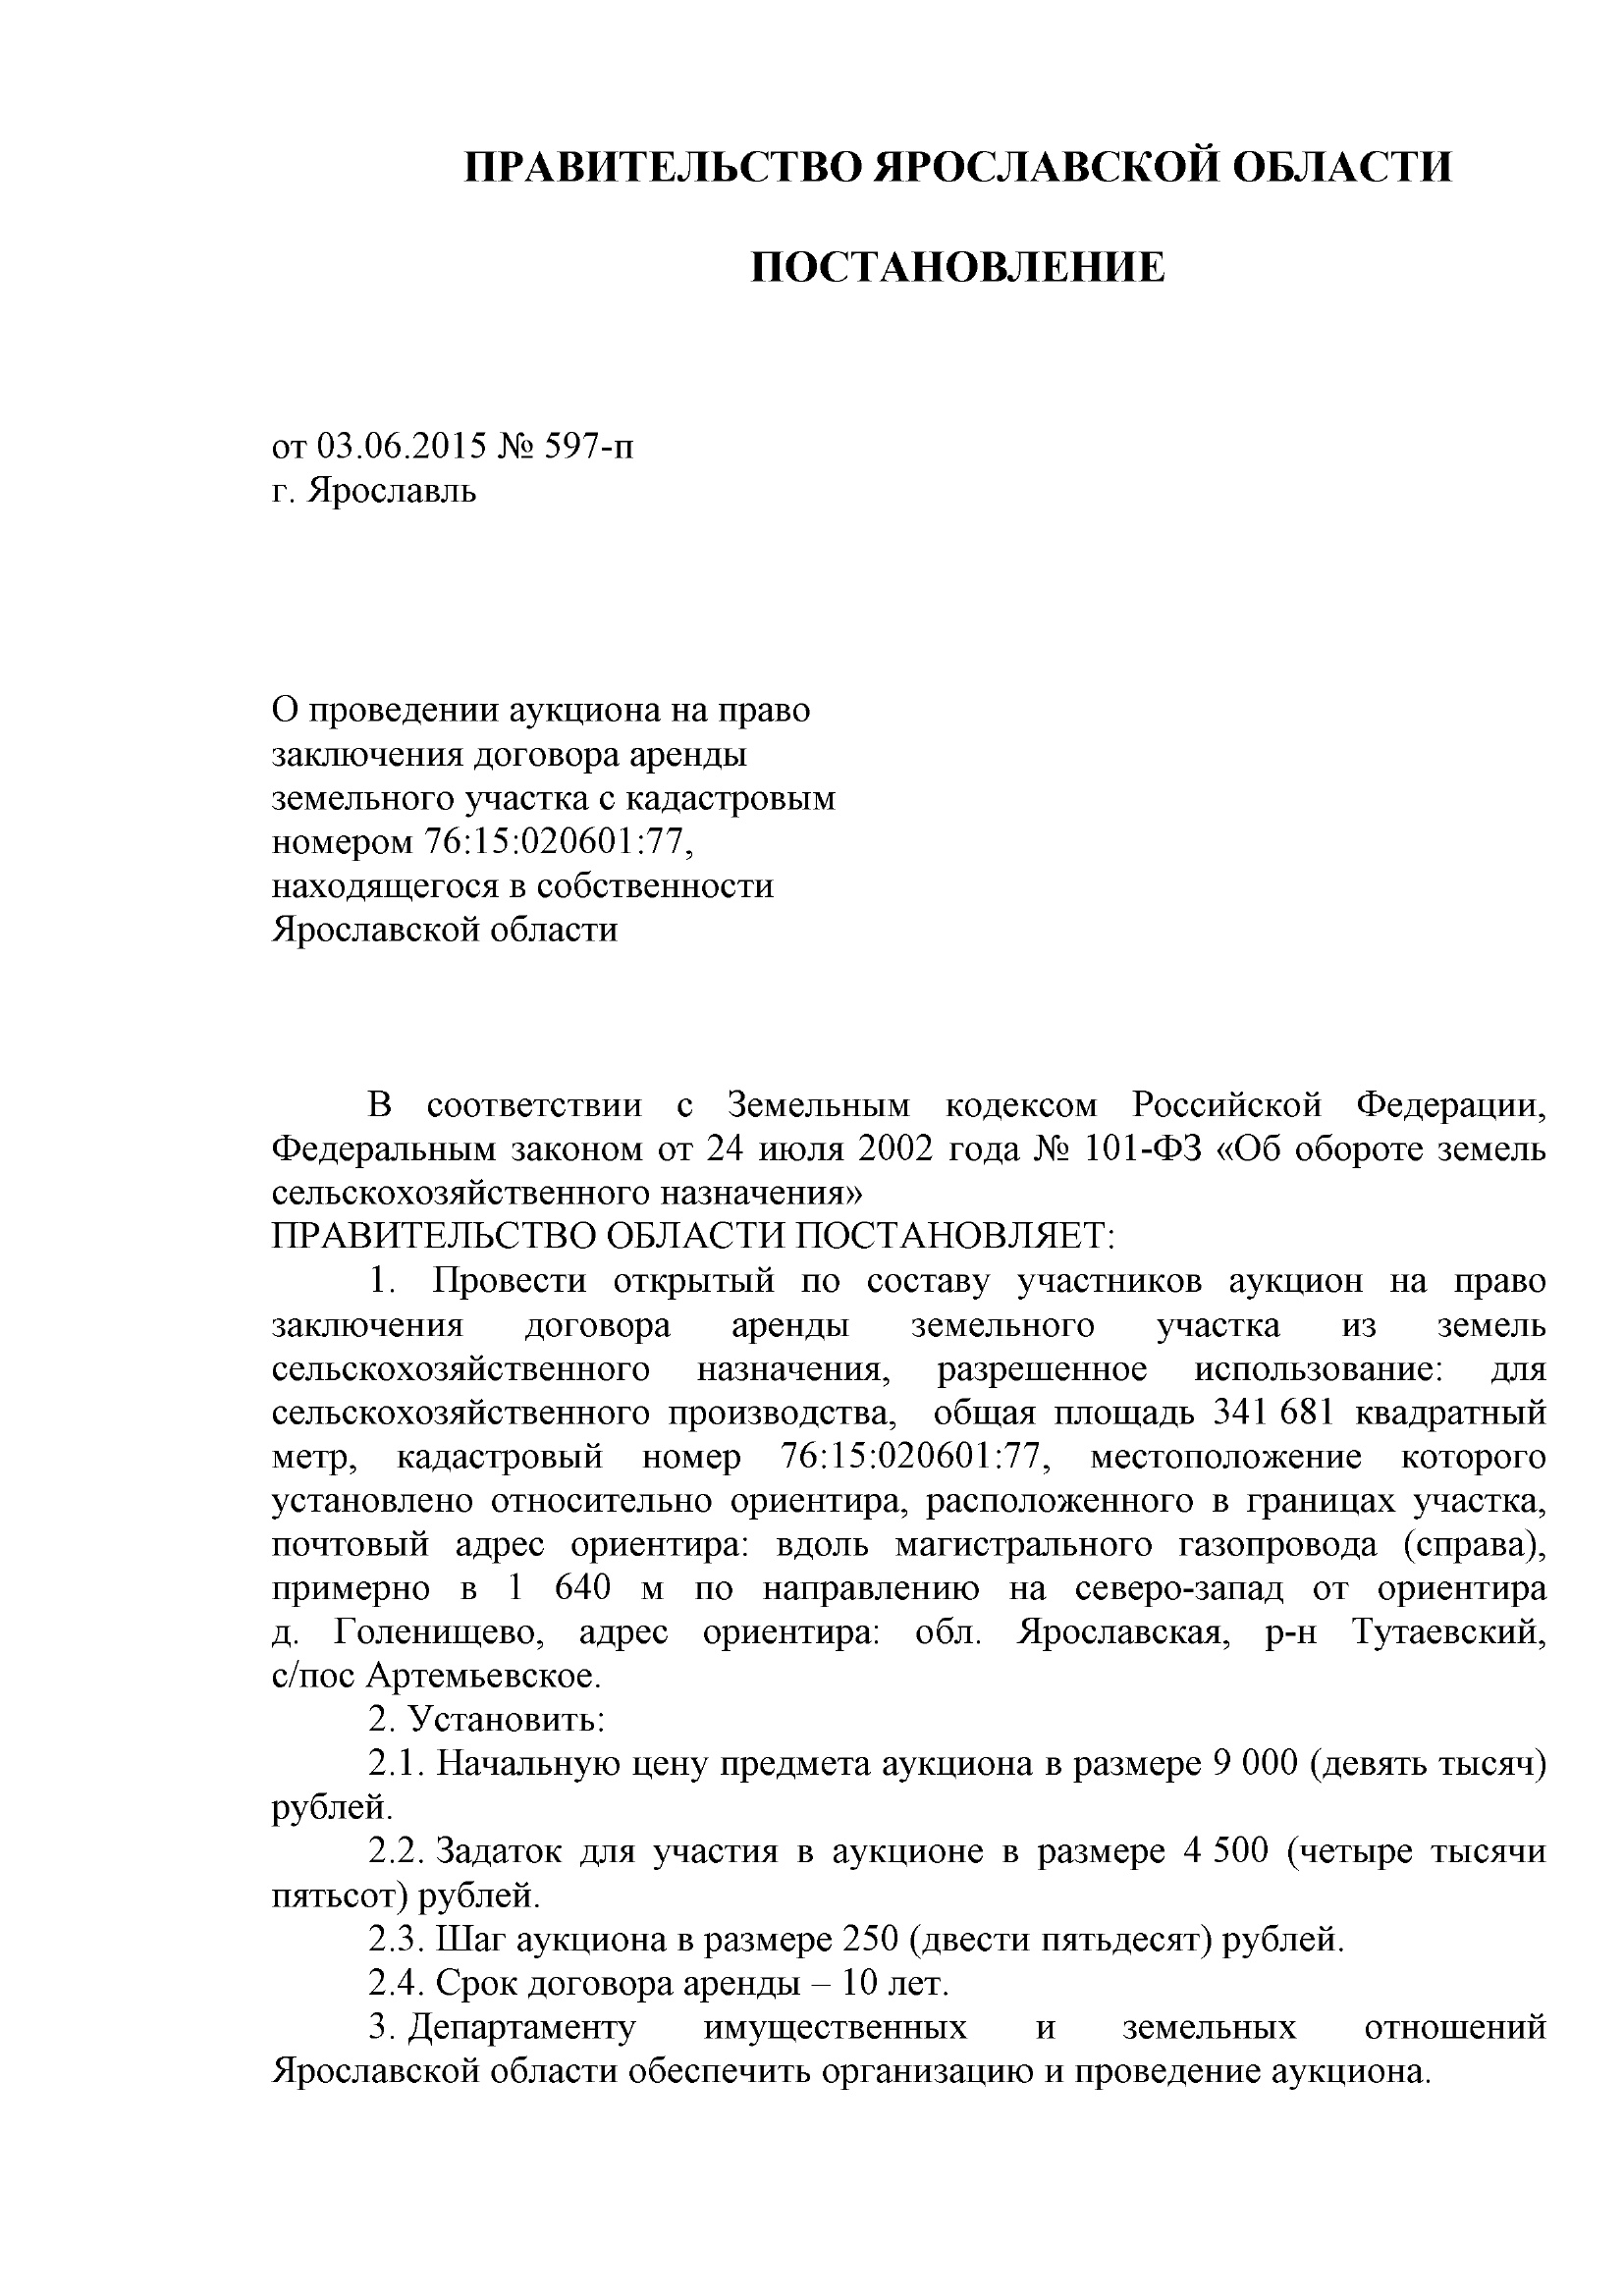 ПРАВИТЕЛЬСТВО ЯРОСЛАВСКОЙ ОБЛАСТИ
ПОСТАНОВЛЕНИЕ
от 03.06.2015 № 597-п
г. Ярославль
О проведении аукциона на право
заключения договора аренды
земельного участка с кадастровым
номером 76:15:020601:77,
находящегося в собственности
Ярославской области
В соответствии с Земельным кодексом Российской Федерации,
Федеральным законом от 24 июля 2002 года № 101-ФЗ «Об обороте земель
сельскохозяйственного назначения»
ПРАВИТЕЛЬСТВО ОБЛАСТИ ПОСТАНОВЛЯЕТ:
1. Провести открытый по составу участников аукцион на право
заключения договора аренды земельного участка из земель
сельскохозяйственного назначения, разрешенное использование: для
сельскохозяйственного производства, общая площадь 341 681 квадратный
метр, кадастровый номер 76:15:020601:77, местоположение которого
установлено относительно ориентира, расположенного в границах участка,
почтовый адрес ориентира: вдоль магистрального газопровода (справа),
примерно в 1 640 м по направлению на северо-запад от ориентира
д. Голенищево, адрес ориентира: обл. Ярославская, р-н Тутаевский,
с/пос Артемьевское.
2. Установить:
2.1. Начальную цену предмета аукциона в размере 9 000 (девять тысяч)
рублей.
2.2. Задаток для участия в аукционе в размере 4 500 (четыре тысячи
пятьсот) рублей.
2.3. Шаг аукциона в размере 250 (двести пятьдесят) рублей.
2.4. Срок договора аренды – 10 лет.
3. Департаменту имущественных и земельных отношений
Ярославской области обеспечить организацию и проведение аукциона.